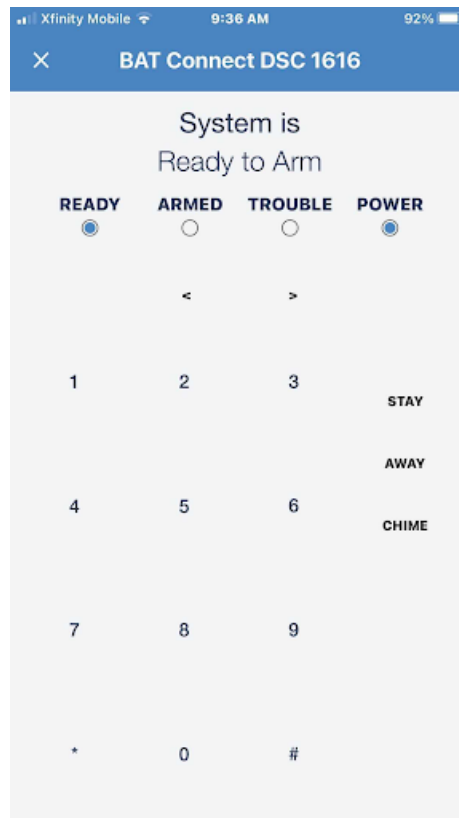 Xfinity Mobile 9:36 AM 92%
× BAT Connect DSC 1616
System is
Ready to Arm
READY ARMED TROUBLE POWER
< >
1 2 3
STAY
AWAY
4 5 6
CHIME
7 8 9
* 0 #